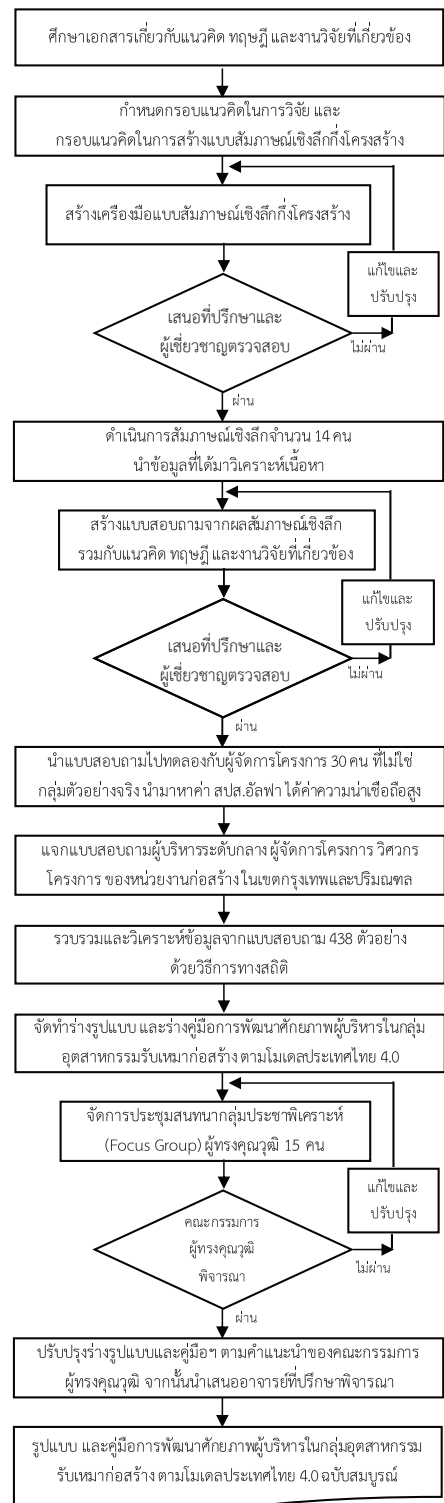 ศึกษาเอกสารเกี่ยวกับแนวคิด ทฤษฎี และงานวิจัยที่เกี่ยวข้อง
กำหนดกรอบแนวคิดในการวิจัย และ
กรอบแนวคิดในการสร้างแบบสัมภาษณ์เชิงลึกกึ่งโครงสร้าง
สร้างเครื่องมือแบบสัมภาษณ์เชิงลึกกึ่งโครงสร้าง
แก้ไขและ
ปรับปรุง
เสนอที่ปรึกษาและ
ผู้เชี่ยวชาญตรวจสอบ
ไม่ผ่าน
ผ่าน
ดำเนินการสัมภาษณ์เชิงลึกจำนวน 14 คน
นำข้อมูลที่ได้มาวิเคราะห์เนื้อหา
สร้างแบบสอบถามจากผลสัมภาษณ์เชิงลึก
รวมกับแนวคิด ทฤษฎี และงานวิจัยที่เกี่ยวข้อง
แก้ไขและ
ปรับปรุง
เสนอที่ปรึกษาและ
ผู้เชี่ยวชาญตรวจสอบ
ไม่ผ่าน
ผ่าน
นำแบบสอบถามไปทดลองกับผู้จัดการโครงการ 30 คน ที่ไม่ใช่
กลุ่มตัวอย่างจริง นำมาหาค่า สปส.อัลฟา ได้ค่าความน่าเชื่อถือสูง
แจกแบบสอบถามผู้บริหารระดับกลาง ผู้จัดการโครงการ วิศวกร
โครงการ ของหน่วยงานก่อสร้าง ในเขตกรุงเทพและปริมณฑล
รวบรวมและวิเคราะห์ข้อมูลจากแบบสอบถาม 438 ตัวอย่าง
ด้วยวิธีการทางสถิติ
จัดทำร่างรูปแบบ และร่างคู่มือการพัฒนาศักยภาพผู้บริหารในกลุ่ม
อุตสาหกรรมรับเหมาก่อสร้าง ตามโมเดลประเทศไทย 4.0
จัดการประชุมสนทนากลุ่มประชาพิเคราะห์
(Focus Group) ผู้ทรงคุณวุฒิ 15 คน
แก้ไขและ
ปรับปรุง
คณะกรรมการ
ผู้ทรงคุณวุฒิ
พิจารณา
ไม่ผ่าน
ผ่าน
ปรับปรุงร่างรูปแบบและคู่มือฯ ตามคำแนะนำของคณะกรรมการ
ผู้ทรงคุณวุฒิ จากนั้นนำเสนออาจารย์ที่ปรึกษาพิจารณา
รูปแบบ และคู่มือการพัฒนาศักยภาพผู้บริหารในกลุ่มอุตสาหกรรม
รับเหมาก่อสร้าง ตามโมเดลประเทศไทย 4.0 ฉบับสมบูรณ์